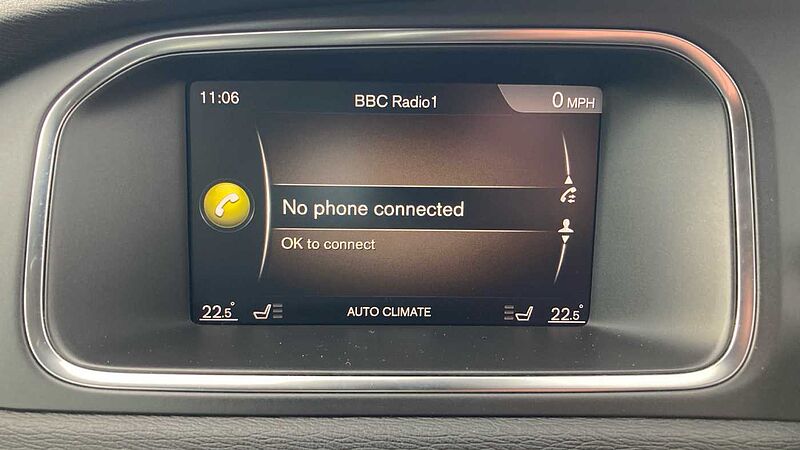 11:06
BBC Radio1
0 MPH
No phone connected
OK to connect
22.5°
AUTO CLIMATE
22.5°